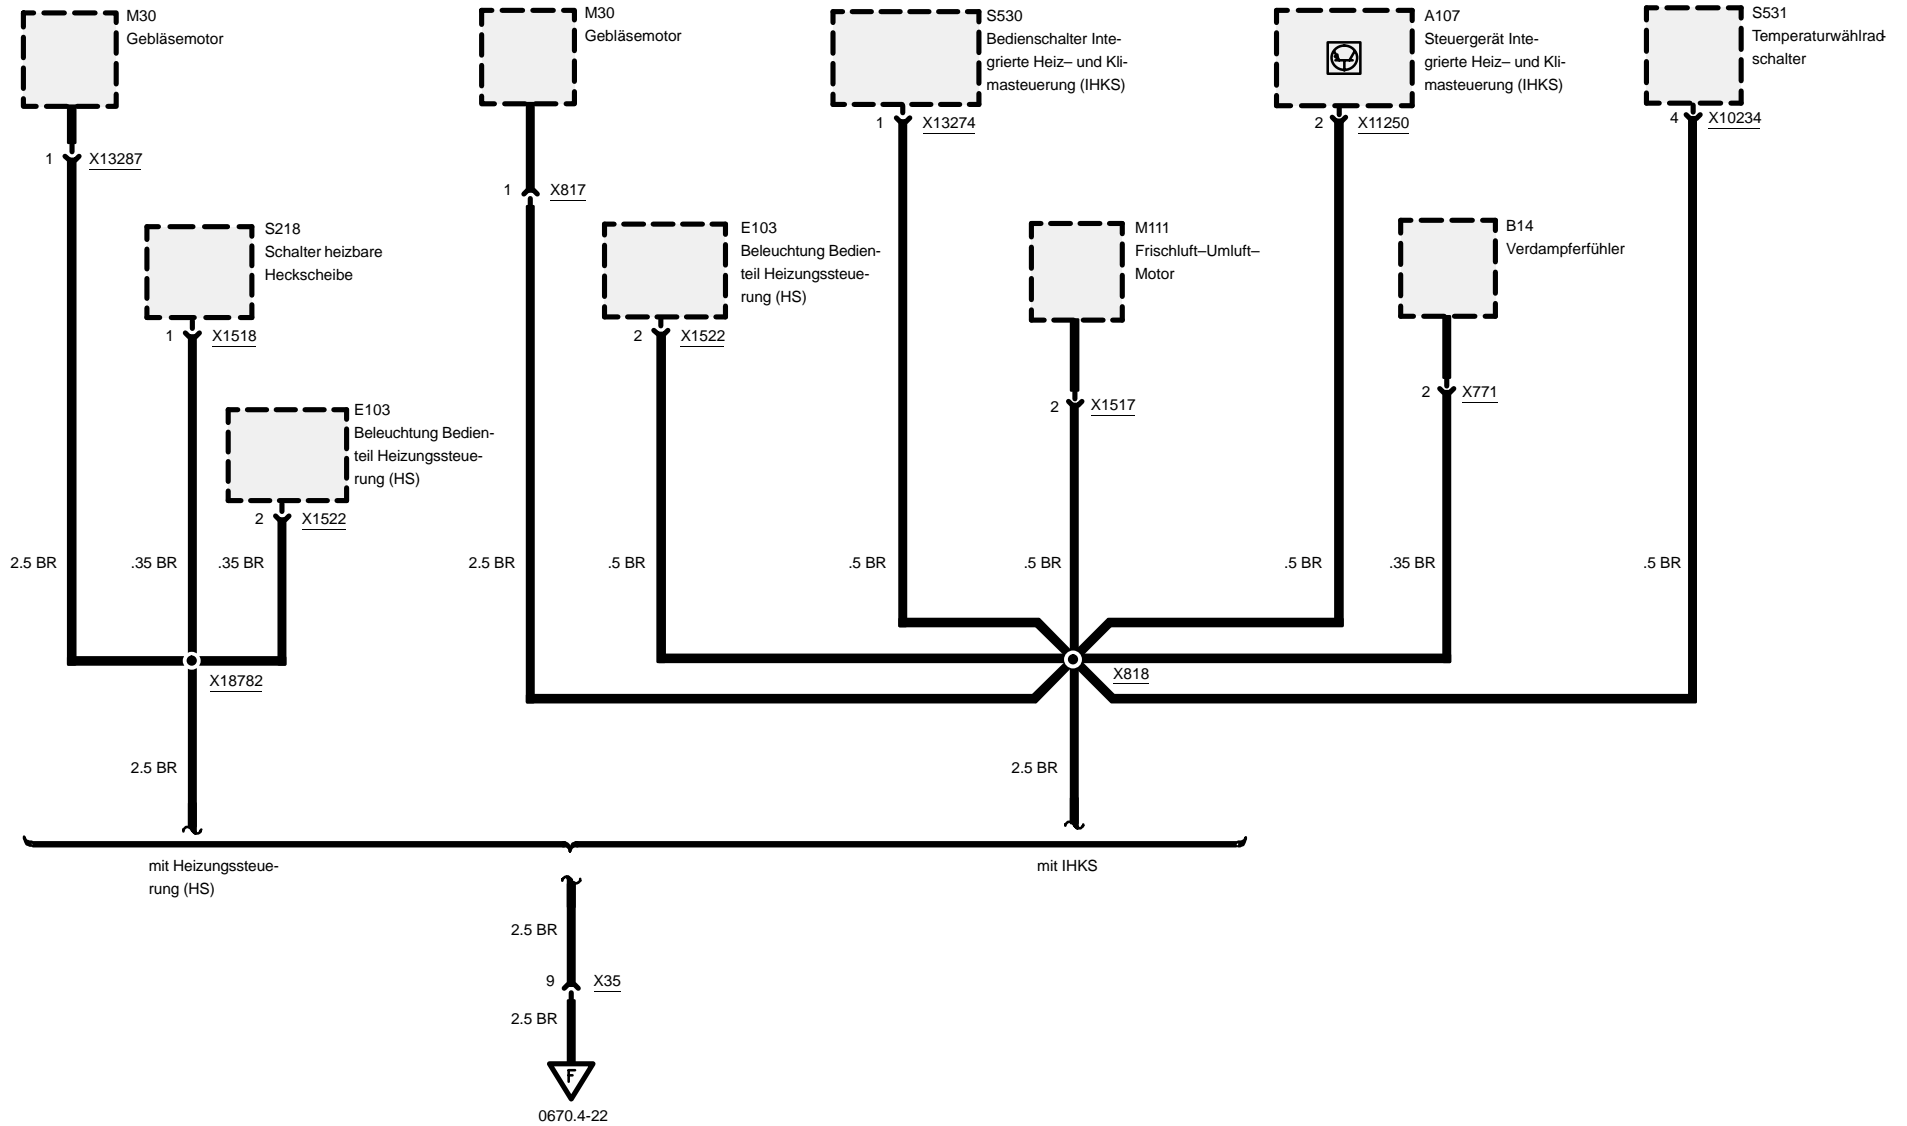 M30
Gebläsemotor
M30
Gebläsemotor
S530
Bedienschalter Inte-
grierte Heiz– und Kli-
masteuerung (IHKS)
A107
Steuergerät Inte-
grierte Heiz– und Kli-
masteuerung (IHKS)
S531
Temperaturwählrad-
schalter
1 X13287
1 X817
1 X13274
2 X11250
4 X10234
S218
Schalter heizbare
Heckscheibe
E103
Beleuchtung Bedien-
teil Heizungssteue-
rung (HS)
M111
Frischluft–Umluft–
Motor
B14
Verdampferfühler
1 X1518
2 X1522
2 X1517
2 X771
E103
Beleuchtung Bedien-
teil Heizungssteue-
rung (HS)
2 X1522
2.5 BR
.35 BR
.35 BR
2.5 BR
.5 BR
.5 BR
.5 BR
.5 BR
.35 BR
.5 BR
X18782
X818
2.5 BR
2.5 BR
mit Heizungssteue-
rung (HS)
mit IHKS
2.5 BR
9 X35
2.5 BR
F
0670.4-22